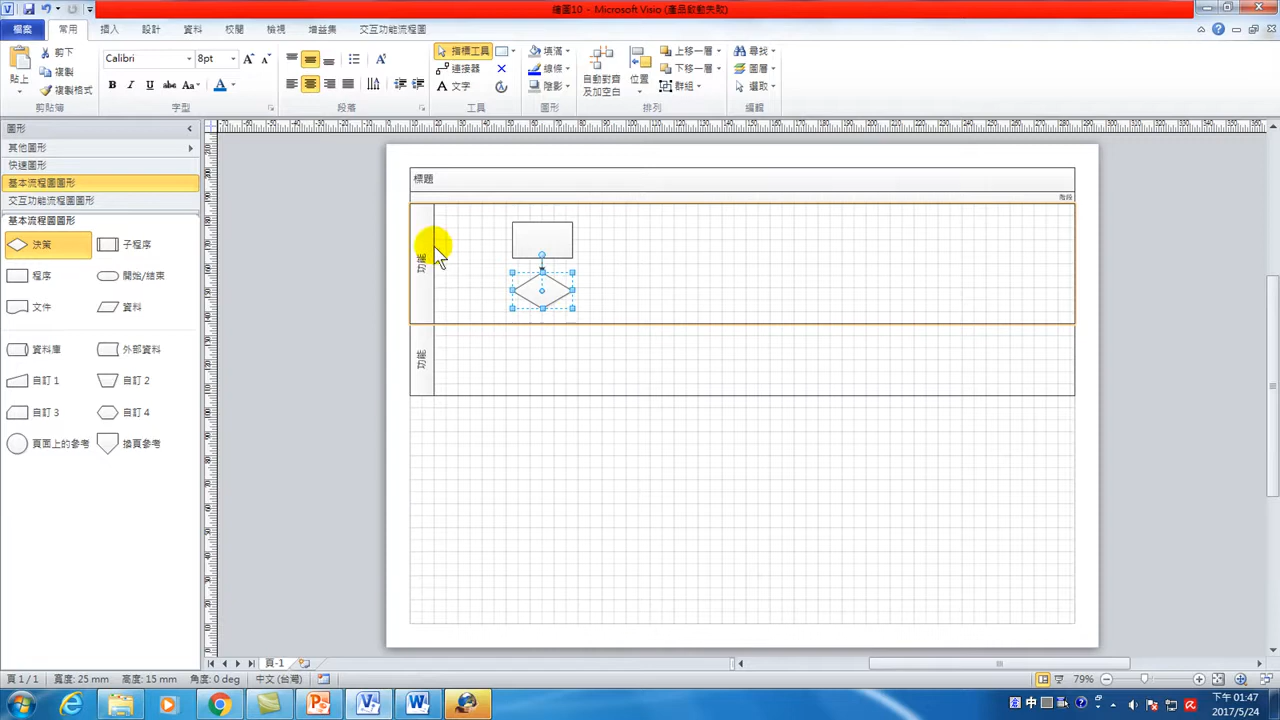 繪圖10 - Microsoft Visio (產品啟動失敗)
檔案 常用 插入 設計 資料 校閱 檢視 增益集 交互功能流程圖
貼上 剪下 複製 複製格式 剪貼簿
Calibri 8pt
B I U abc Aa A 字型
段落
指標工具 連接器 A 文字 工具
填滿 線條 陰影 圖形
自動對齊及加空白 位置 上移一層 下移一層 群組 排列
尋找 圖層 選取 編輯
圖形
其他圖形
快速圖形
基本流程圖圖形
交互功能流程圖圖形
基本流程圖圖形
決策 子程序
程序 開始/結束
文件 資料
資料庫 外部資料
自訂 1 自訂 2
自訂 3 自訂 4
頁面上的參考 換頁參考
標題
階段
功能
功能
頁-1
頁 1 / 1 寬度: 25 mm 高度: 15 mm 角度: 0 deg 中文 (台灣) 79%
中
下午 01:47
2017/5/24